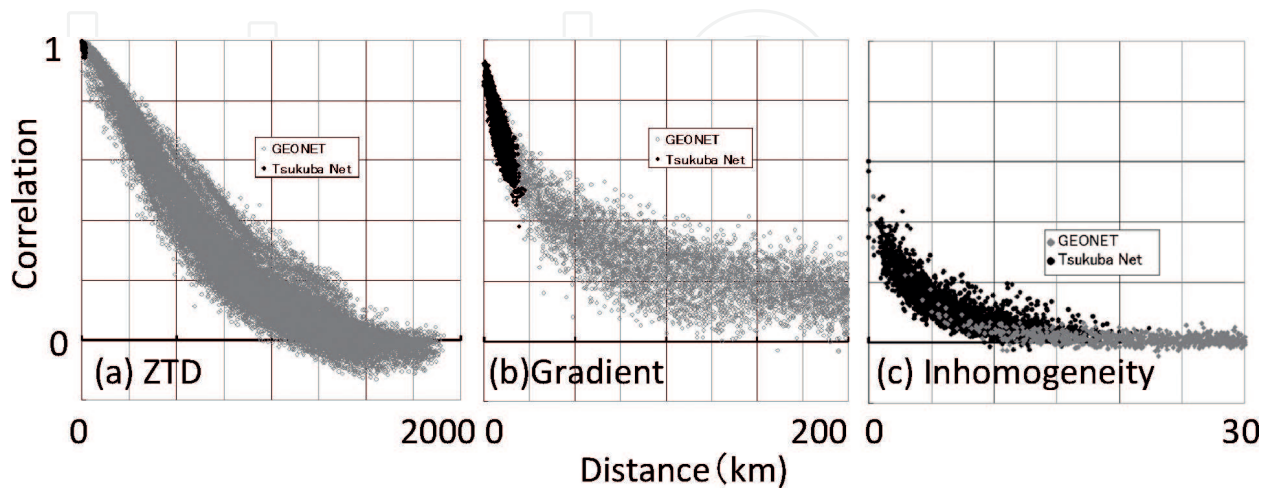 Correlation
1
0
GEONET
Tsukuba Net
(a) ZTD
0
2000
GEONET
Tsukuba Net
(b)Gradient
0
200
GEONET
Tsukuba Net
(c) Inhomogeneity
0
30
Distance(km)